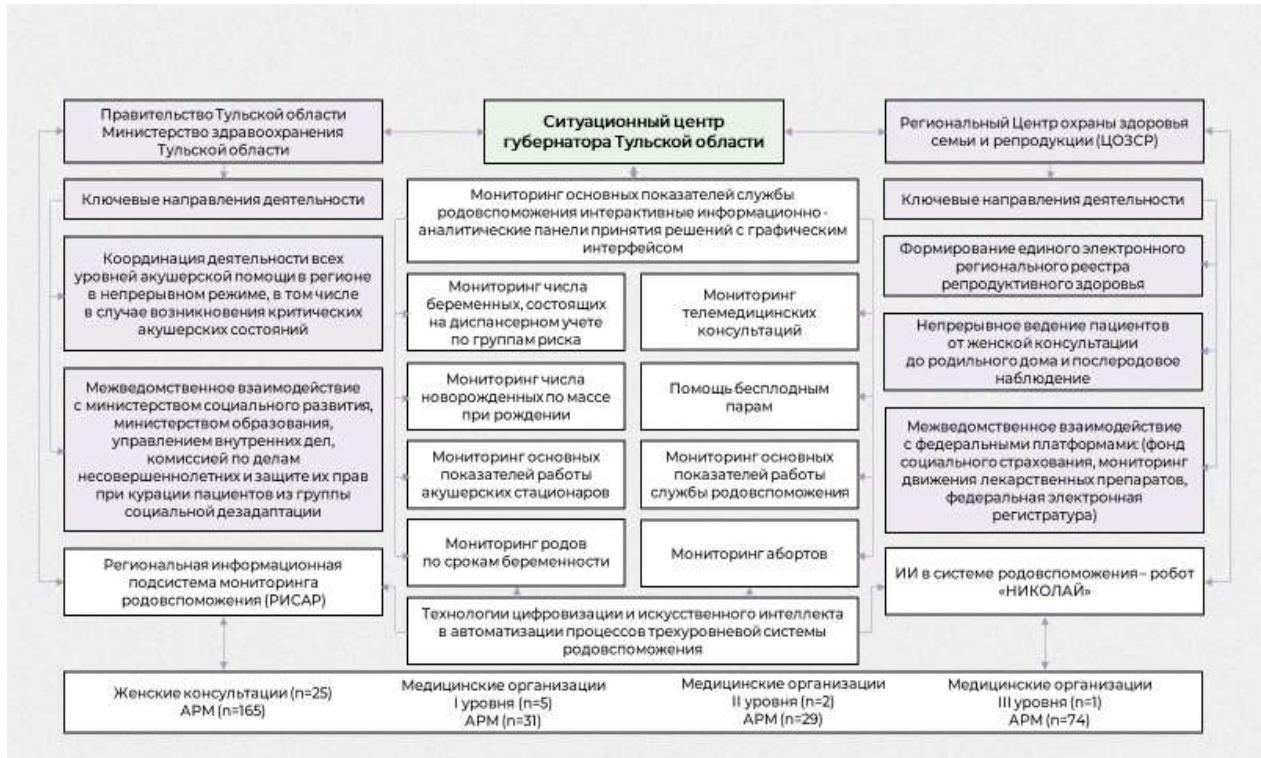 Правительство Тульской области
Министерство здравоохранения
Тульской области
Ситуационный центр
губернатора Тульской области
Региональный Центр охраны здоровья
семьи и репродукции (ЦОЗСР)
Ключевые направления деятельности
Координация деятельности всех
уровней акушерской помощи в регионе
в непрерывном режиме, в том числе
в случае возникновения критических
акушерских состояний
Межведомственное взаимодействие
с министерством социального развития,
министерством образования,
управлением внутренних дел,
комиссией по делам
несовершеннолетних и защите их прав
при курации пациентов из группы
социальной дезадаптации
Региональная информационная
подсистема мониторинга
родовспоможения (РИСАР)
Мониторинг основных показателей службы
родовспоможения интерактивные информационно-
аналитические панели принятия решений с графическим
интерфейсом
Мониторинг числа
беременных, состоящих
на диспансерном учете
по группам риска
Мониторинг
телемедицинских
консультаций
Мониторинг числа
новорожденных по массе
при рождении
Помощь бесплодным
парам
Мониторинг основных
показателей работы
акушерских стационаров
Мониторинг основных
показателей работы
службы родовспоможения
Мониторинг родов
по срокам беременности
Мониторинг абортов
Технологии цифровизации и искусственного интеллекта
в автоматизации процессов трехуровневой системы
родовспоможения
Ключевые направления деятельности
Формирование единого электронного
регионального реестра
репродуктивного здоровья
Непрерывное ведение пациентов
от женской консультации
до родильного дома и послеродовое
наблюдение
Межведомственное взаимодействие
с федеральными платформами: (фонд
социального страхования, мониторинг
движения лекарственных препаратов,
федеральная электронная
регистратура)
ИИ в системе родовспоможения – робот
«НИКОЛАЙ»
Женские консультации (n=25)
АРМ (n=165)
Медицинские организации
I уровня (n=5)
АРМ (n=31)
Медицинские организации
II уровня (n=2)
АРМ (n=29)
Медицинские организации
III уровня (n=1)
АРМ (n=74)